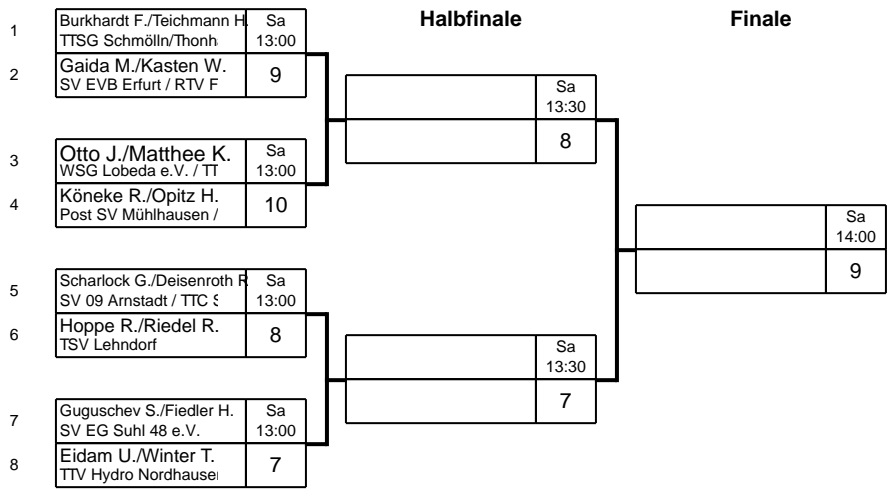 Halbfinale
Finale
1
Burkhardt F./Teichmann H.
TTSG Schmölln/Thonh
Sa
13:00
2
Gaida M./Kasten W.
SV EVB Erfurt / RTV F
9
Sa
13:30
8
3
Otto J./Matthee K.
WSG Lobeda e.V. / TT
Sa
13:00
4
Köneke R./Opitz H.
Post SV Mühlhausen /
10
Sa
14:00
9
5
Scharlock G./Deisenroth R
SV 09 Arnstadt / TTC
Sa
13:00
6
Hoppe R./Riedel R.
TSV Lehndorf
8
Sa
13:30
7
7
Guguschev S./Fiedler H.
SV EG Suhl 48 e.V.
Sa
13:00
8
Eidam U./Winter T.
TTV Hydro Nordhause
7